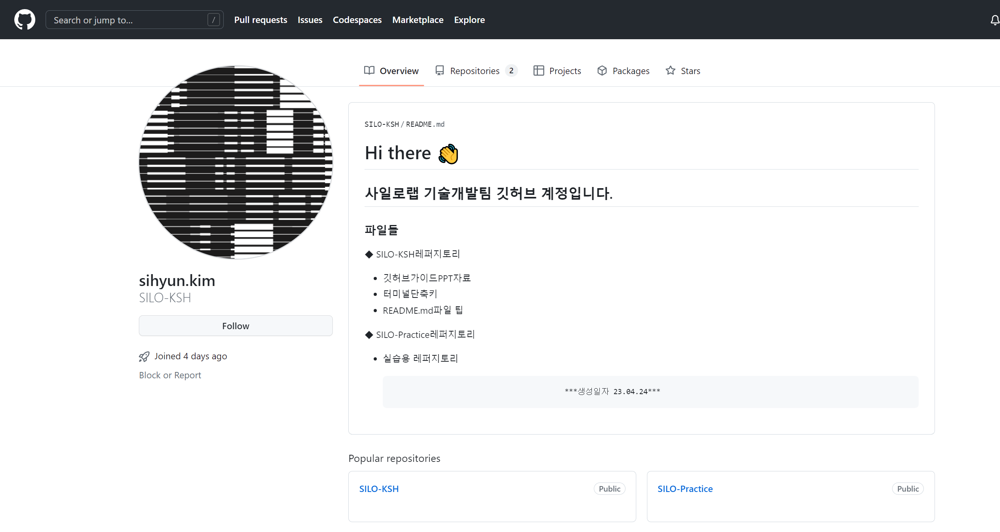 Search or jump to...
/
Pull requests
Issues
Codespaces
Marketplace
Explore
Overview
Repositories 2
Projects
Packages
Stars
sihyun.kim
SILO-KSH
Follow
Joined 4 days ago
Block or Report
SILO-KSH / README.md
Hi there 👋
사일로랩 기술개발팀 깃허브 계정입니다.
파일들
◆ SILO-KSH레퍼지토리
• 깃허브가이드PPT자료
• 터미널단축키
• README.md파일 팁
◆ SILO-Practice레퍼지토리
• 실습용 레퍼지토리
***생성일자 23.04.24***
Popular repositories
SILO-KSH
Public
SILO-Practice
Public